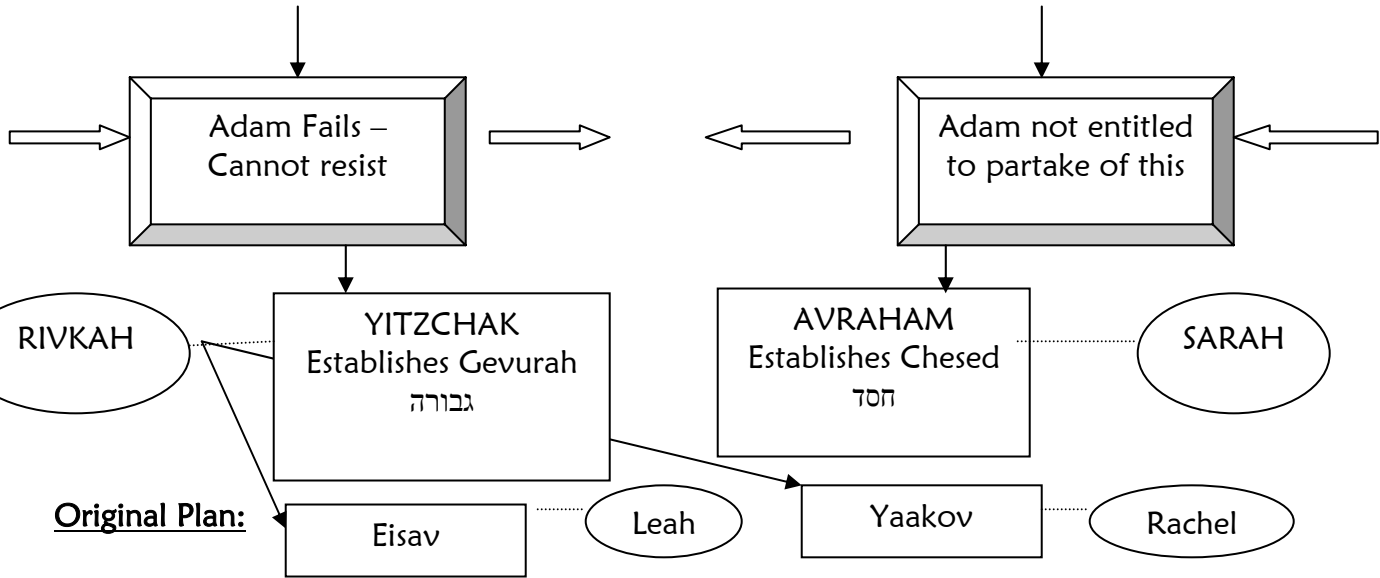 Adam Fails –
Cannot resist
Adam not entitled
to partake of this
RIVKAH
YITZCHAK
Establishes Gevurah
גבורה
AVRAHAM
Establishes Chesed
חסד
SARAH
Original Plan:
Eisav
Leah
Yaakov
Rachel